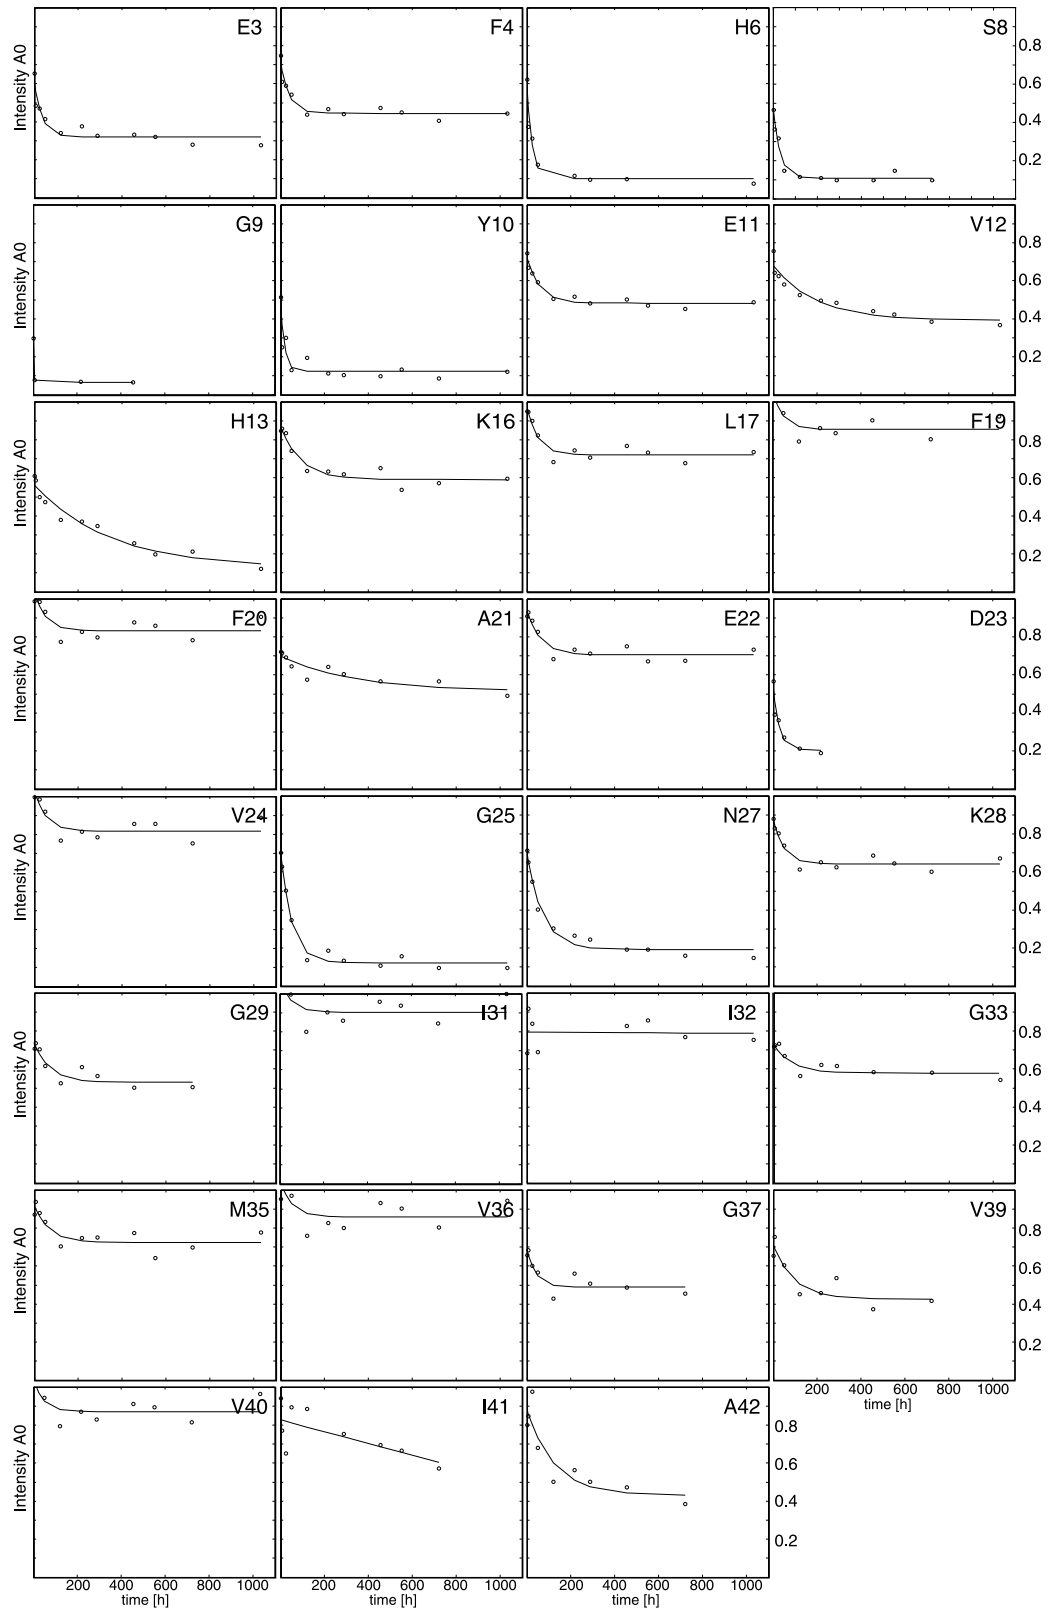 Intensity A0 E3 F4 H6 S8 0.8 0.6 0.4 0.2
Intensity A0 G9 Y10 E11 V12 0.8 0.6 0.4 0.2
Intensity A0 H13 K16 L17 F19 0.8 0.6 0.4 0.2
Intensity A0 F20 A21 E22 D23 0.8 0.6 0.4 0.2
Intensity A0 V24 G25 N27 K28 0.8 0.6 0.4 0.2
Intensity A0 G29 I31 I32 G33 0.8 0.6 0.4 0.2
Intensity A0 M35 V36 G37 V39 0.8 0.6 0.4 0.2
200 400 600 800 1000
time [h]
Intensity A0 V40 I41 A42 0.8 0.6 0.4 0.2
200 400 600 800 1000 200 400 600 800 1000 200 400 600 800 1000
time [h] time [h] time [h]